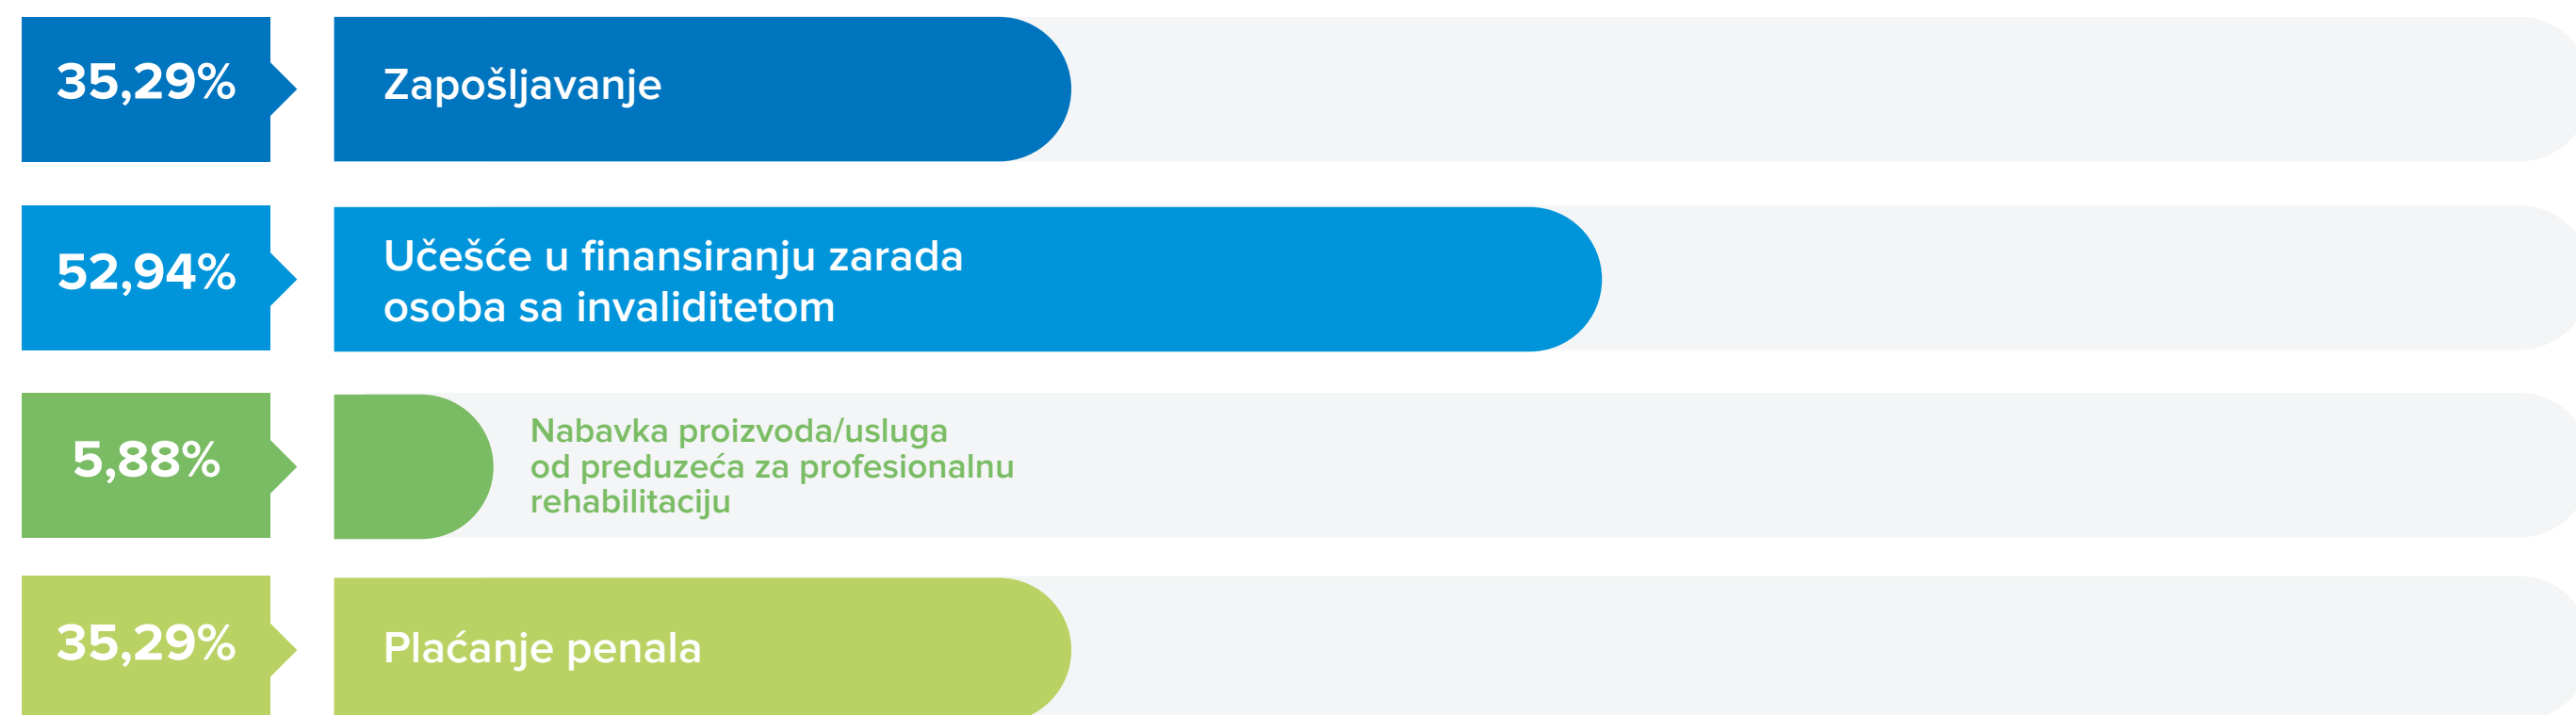 35,29%
Zapošljavanje
52,94%
Učešće u finansiranju zarada
osoba sa invaliditetom
5,88%
Nabavka proizvoda/usluga
od preduzeća za profesionalnu
rehabilitaciju
35,29%
Plaćanje penala